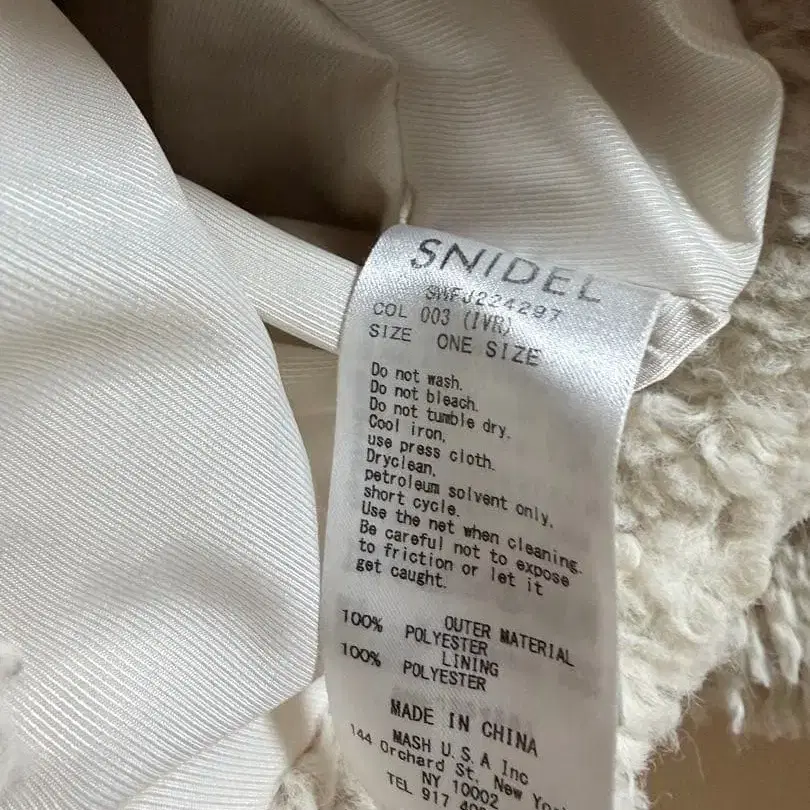 SNIDEL
SWFJ224297
COL 003 (IVR)
SIZE ONE SIZE
Do not wash.
Do not bleach.
Do not tumble dry.
Cool iron,
use press cloth.
Dryclean,
petroleum solvent only,
short cycle.
Use the net when cleaning.
Be careful not to expose
to friction or let it
get caught.
OUTER MATERIAL
100% POLYESTER
LINING
100% POLYESTER
MADE IN CHINA
MASH U.S.A Inc
144 Orchard St, New York,
NY 10002
TEL 917